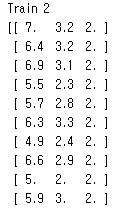 Train 2
[[ 7.   3.2  2. ]
 [ 6.4  3.2  2. ]
 [ 6.9  3.1  2. ]
 [ 5.5  2.3  2. ]
 [ 5.7  2.8  2. ]
 [ 6.3  3.3  2. ]
 [ 4.9  2.4  2. ]
 [ 6.6  2.9  2. ]
 [ 5.   2.   2. ]
 [ 5.9  3.   2. ]